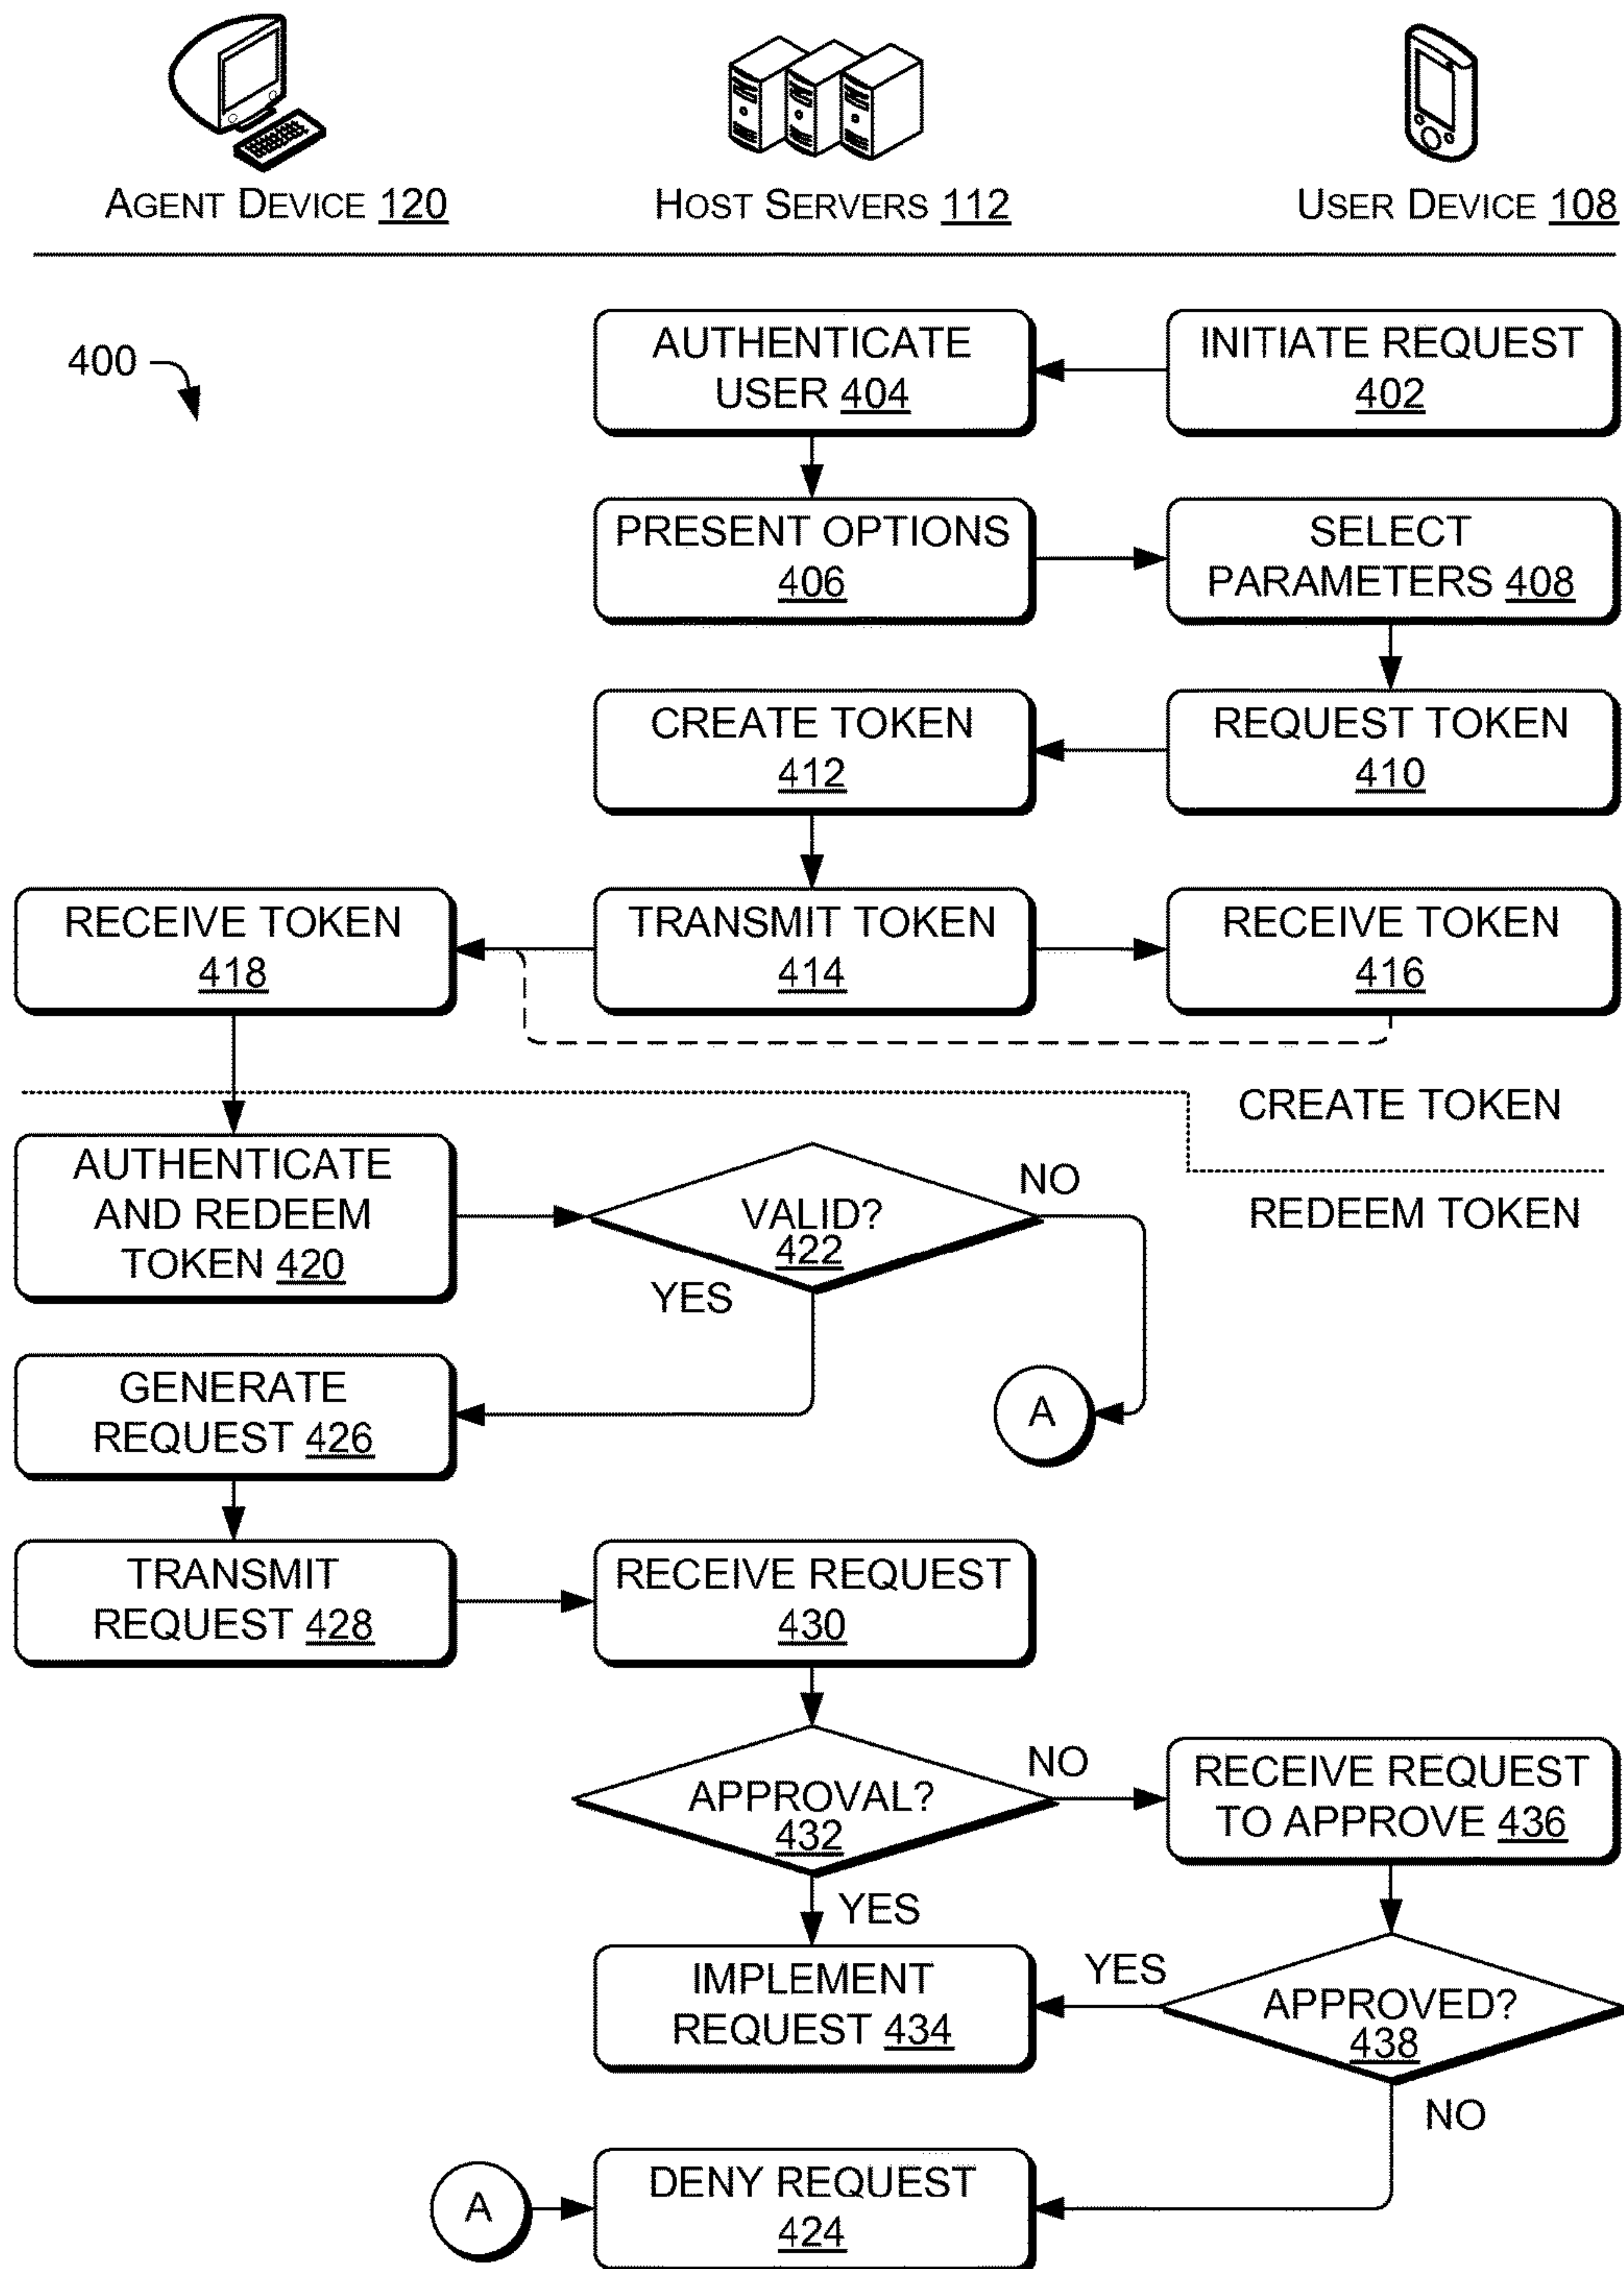 AGENT DEVICE 120
HOST SERVERS 112
USER DEVICE 108
400
AUTHENTICATE
USER 404
INITIATE REQUEST
402
PRESENT OPTIONS
406
SELECT
PARAMETERS 408
CREATE TOKEN
412
REQUEST TOKEN
410
RECEIVE TOKEN
418
TRANSMIT TOKEN
414
RECEIVE TOKEN
416
CREATE TOKEN
REDEEM TOKEN
AUTHENTICATE
AND REDEEM
TOKEN 420
VALID?
422
NO
YES
GENERATE
REQUEST 426
A
TRANSMIT
REQUEST 428
RECEIVE REQUEST
430
APPROVAL?
432
NO
RECEIVE REQUEST
TO APPROVE 436
YES
IMPLEMENT
REQUEST 434
YES
APPROVED?
438
NO
A
DENY REQUEST
424